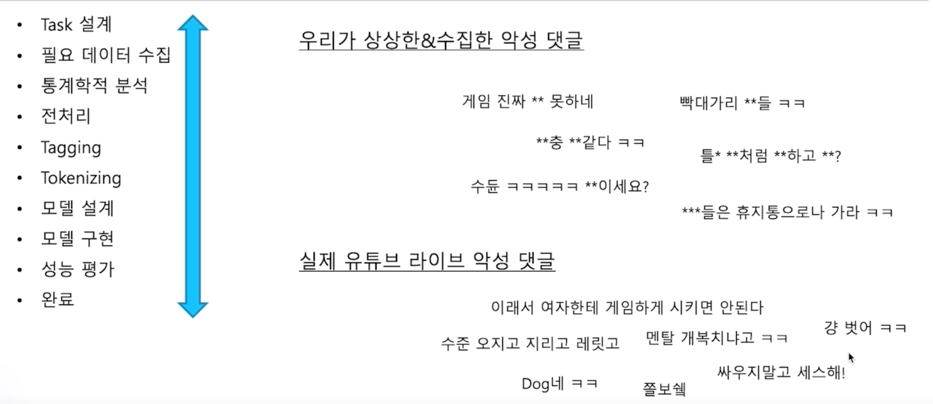 Task 설계
필요 데이터 수집
통계학적 분석
전처리
Tagging
Tokenizing
모델 설계
모델 구현
성능 평가
완료
우리가 상상한&수집한 악성 댓글
게임 진짜 ** 못하네
빡대가리 **들 ㅋㅋ
**충 **같다 ㅋㅋ
틀* **처럼 **하고 **?
수듄 ㅋㅋㅋㅋㅋ **이세요?
***들은 휴지통으로나 가라 ㅋㅋ
실제 유튜브 라이브 악성 댓글
이래서 여자한테 게임하게 시키면 안된다
걍 벗어 ㅋㅋ
수준 오지고 지리고 레릿고
멘탈 개복치냐고 ㅋㅋ
싸우지말고 세스해!
Dog네 ㅋㅋ
쫄보쉨